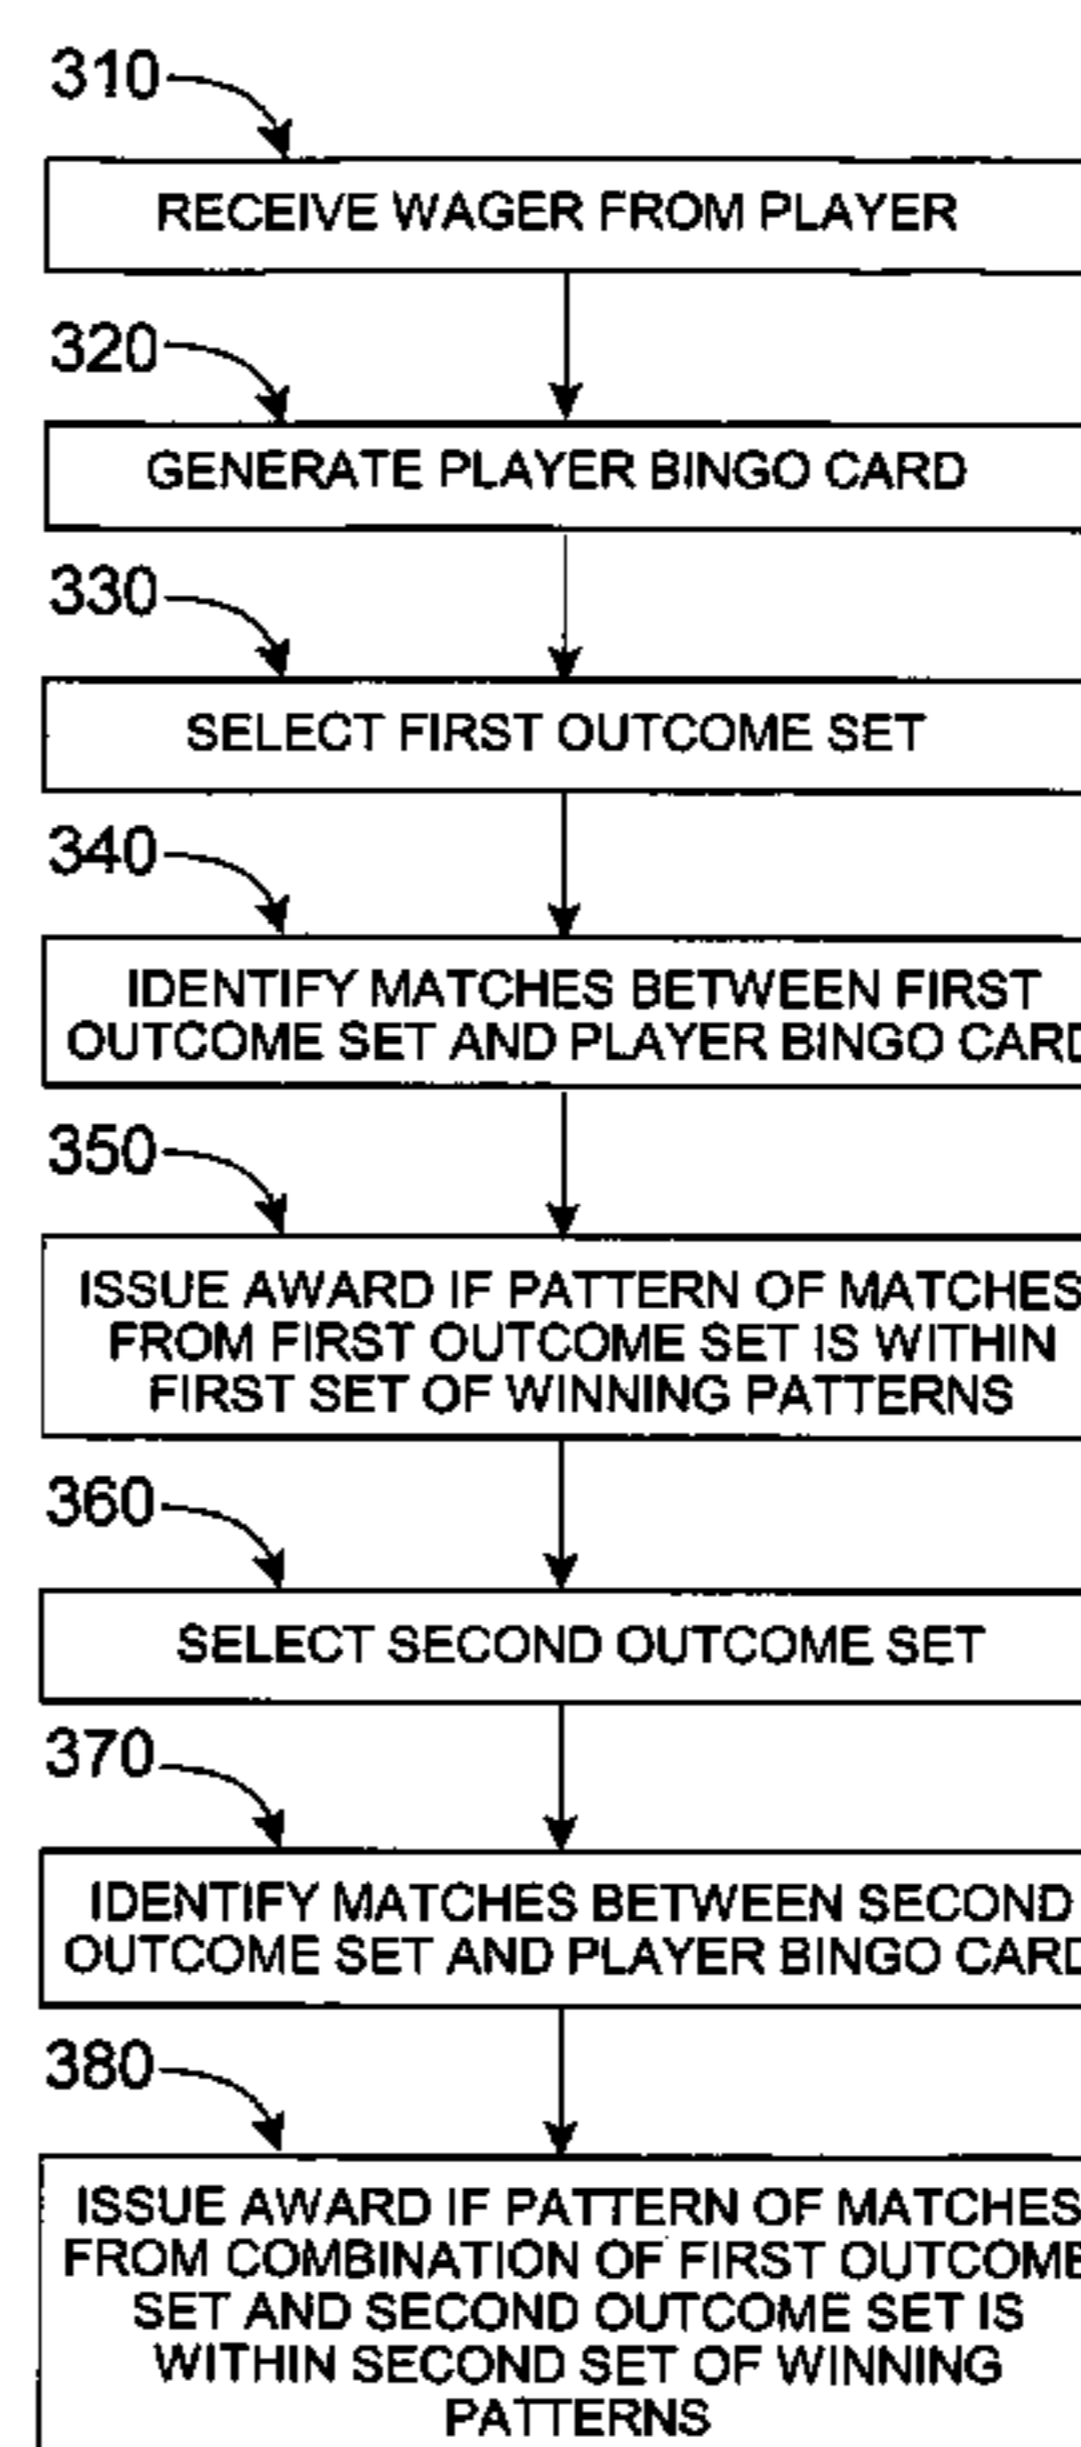 310
RECEIVE WAGER FROM PLAYER
320
GENERATE PLAYER BINGO CARD
330
SELECT FIRST OUTCOME SET
340
IDENTIFY MATCHES BETWEEN FIRST
OUTCOME SET AND PLAYER BINGO CARD
350
ISSUE AWARD IF PATTERN OF MATCHES
FROM FIRST OUTCOME SET IS WITHIN
FIRST SET OF WINNING PATTERNS
360
SELECT SECOND OUTCOME SET
370
IDENTIFY MATCHES BETWEEN SECOND
OUTCOME SET AND PLAYER BINGO CARD
380
ISSUE AWARD IF PATTERN OF MATCHES
FROM COMBINATION OF FIRST OUTCOME
SET AND SECOND OUTCOME SET IS
WITHIN SECOND SET OF WINNING
PATTERNS